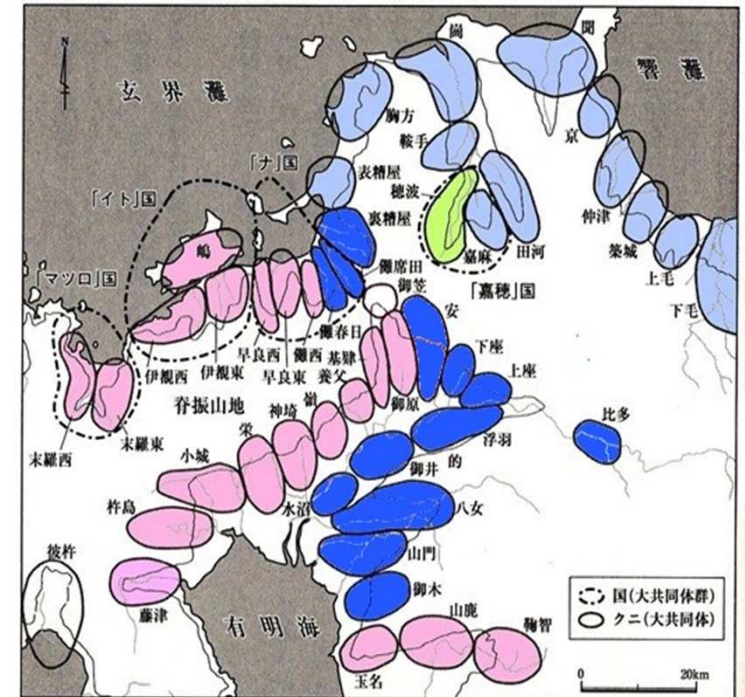 N
玄界灘
響灘
崗
聞
胸方
鞍手
京
「ナ」国
表糟屋
穂波
「イト」国
裏糟屋
仲津
嶋
嘉麻
田河
築城
「マツロ」国
儺席田
「嘉穂」国
上毛
御笠
安
下毛
儺春日
早良西
儺西
基肄
下座
伊覩西
伊覩東
早良東
養父
上座
脊振山地
嶺
御原
神埼
比多
末羅西
末羅東
栄
浮羽
小城
御井
的
杵島
水沼
八女
彼杵
山門
国(大共同体群)
藤津
御木
クニ(大共同体)
有明海
山鹿
鞠智
玉名
0
20km